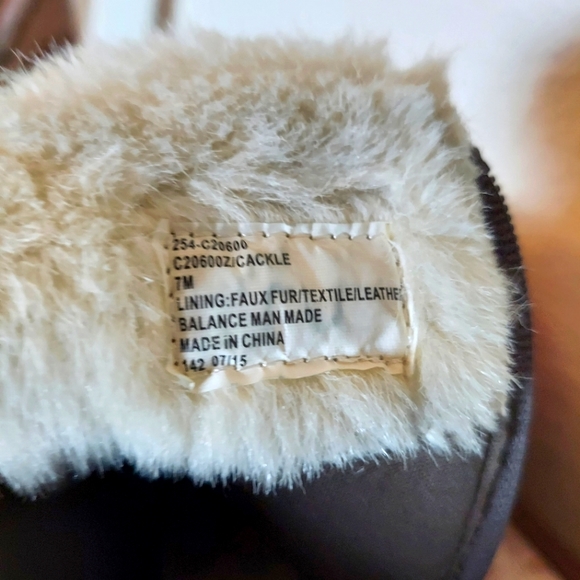 254-C20600
C20600Z/CACKLE
7M
LINING:FAUX FUR/TEXTILE/LEATHE
BALANCE MAN MADE
MADE IN CHINA
142 07/15